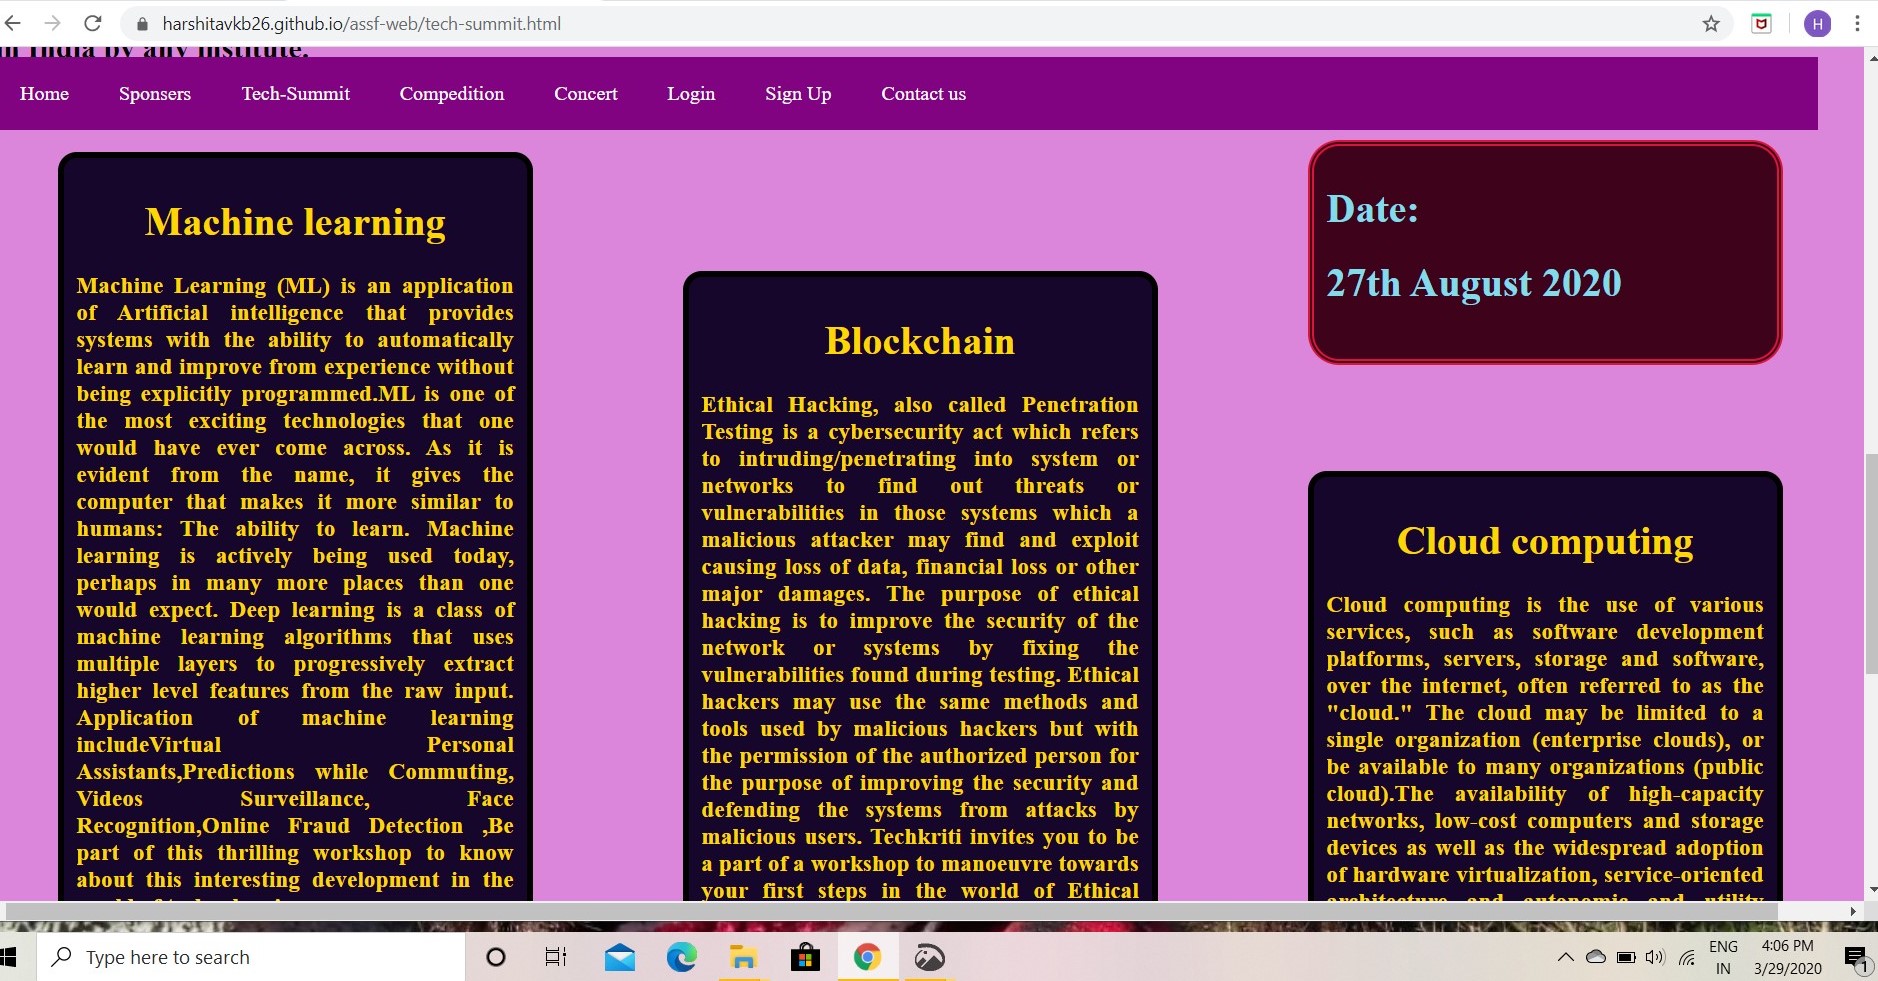 harshitavkb26.github.io/assf-web/tech-summit.html
H
in India by any institute.
Home Sponsers Tech-Summit Compedition Concert Login Sign Up Contact us
Machine learning
Machine Learning (ML) is an application
of Artificial intelligence that provides
systems with the ability to automatically
learn and improve from experience without
being explicitly programmed.ML is one of
the most exciting technologies that one
would have ever come across. As it is
evident from the name, it gives the
computer that makes it more similar to
humans: The ability to learn. Machine
learning is actively being used today,
perhaps in many more places than one
would expect. Deep learning is a class of
machine learning algorithms that uses
multiple layers to progressively extract
higher level features from the raw input.
Application of machine learning
includeVirtual Personal
Assistants,Predictions while Commuting,
Videos Surveillance, Face
Recognition,Online Fraud Detection ,Be
part of this thrilling workshop to know
about this interesting development in the
Blockchain
Ethical Hacking, also called Penetration
Testing is a cybersecurity act which refers
to intruding/penetrating into system or
networks to find out threats or
vulnerabilities in those systems which a
malicious attacker may find and exploit
causing loss of data, financial loss or other
major damages. The purpose of ethical
hacking is to improve the security of the
network or systems by fixing the
vulnerabilities found during testing. Ethical
hackers may use the same methods and
tools used by malicious hackers but with
the permission of the authorized person for
the purpose of improving the security and
defending the systems from attacks by
malicious users. Techkriti invites you to be
a part of a workshop to manoeuvre towards
your first steps in the world of Ethical
Date:
27th August 2020
Cloud computing
Cloud computing is the use of various
services, such as software development
platforms, servers, storage and software,
over the internet, often referred to as the
"cloud." The cloud may be limited to a
single organization (enterprise clouds), or
be available to many organizations (public
cloud).The availability of high-capacity
networks, low-cost computers and storage
devices as well as the widespread adoption
of hardware virtualization, service-oriented
architecture and autonomic and utility
Type here to search
ENG
IN
4:06 PM
3/29/2020
1